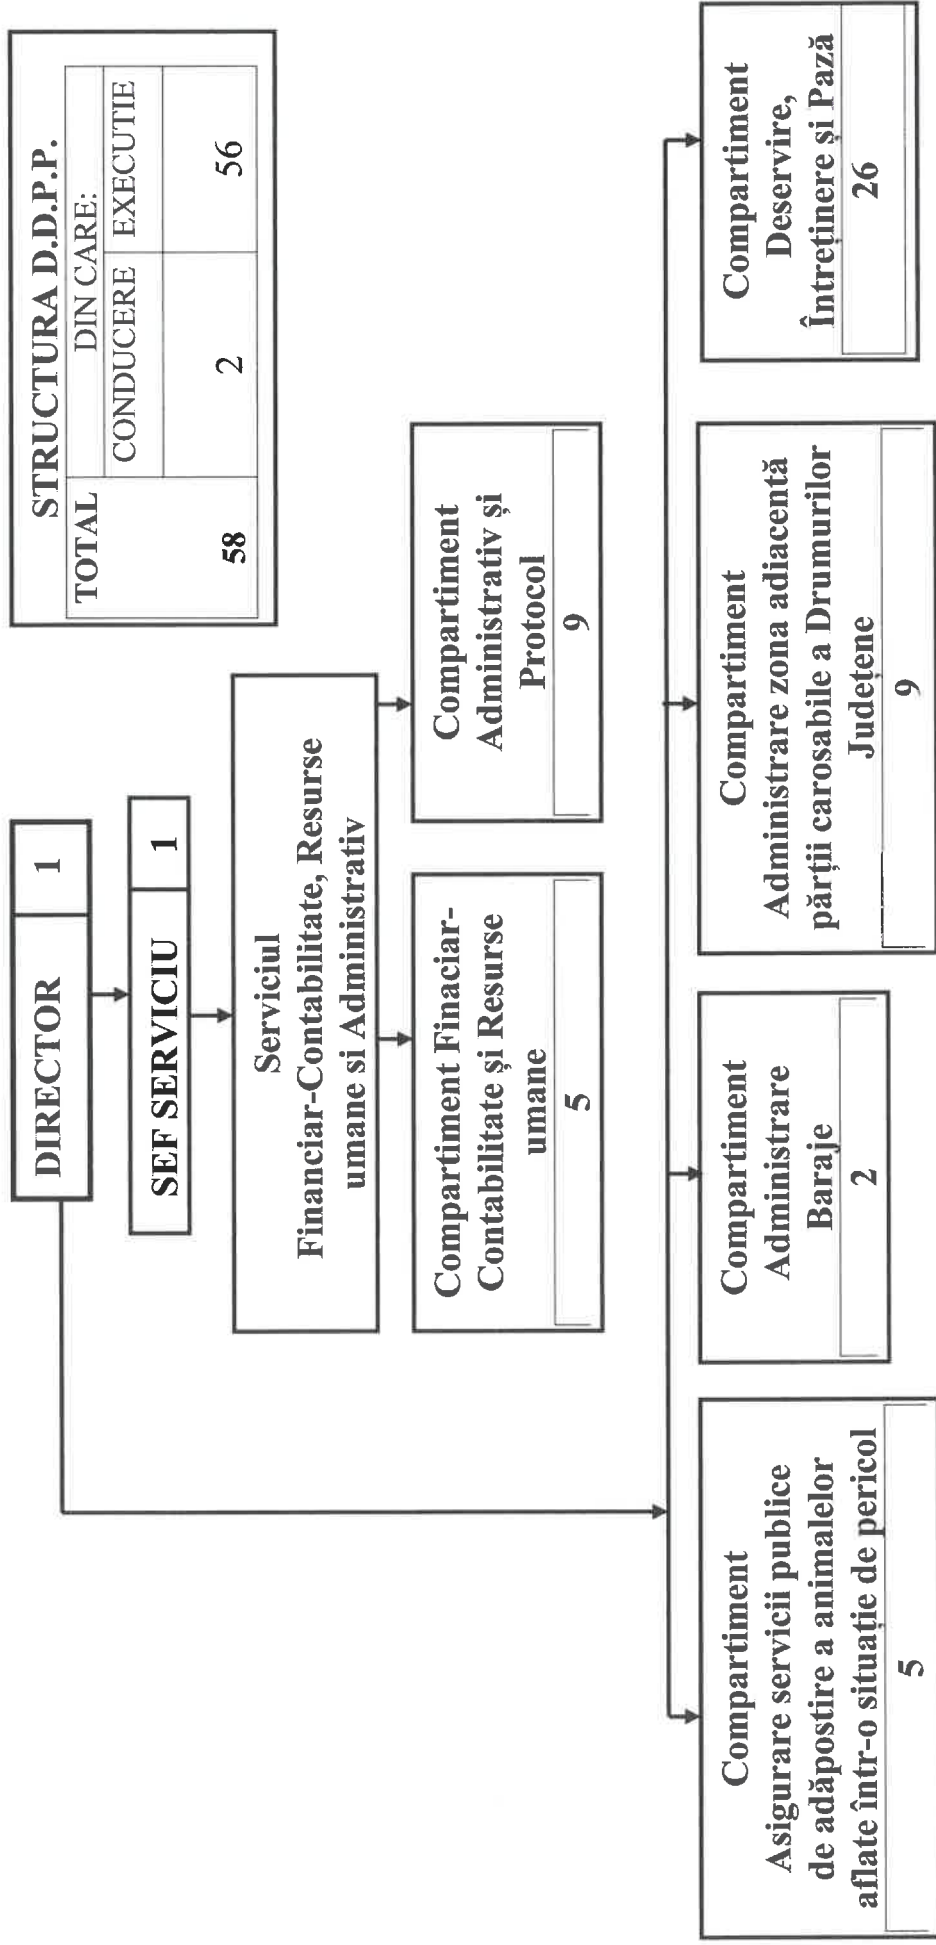 STRUCTURA D.D.P.P.
TOTAL
DIN CARE:
CONDUCERE
EXECUTIE
58
2
56
DIRECTOR
1
SEF SERVICIU
1
Serviciul
Financiar-Contabilitate, Resurse
umane si Administrativ
Compartiment Finaciar-
Contabilitate și Resurse
umane
5
Compartiment
Administrativ și
Protocol
9
Compartiment
Asigurare servicii publice
de adăpostire a animalelor
aflate într-o situație de pericol
5
Compartiment
Administrare
Baraje
2
Compartiment
Administrare zona adiacentă
părții carosabile a Drumurilor
Județene
9
Compartiment
Deservire,
Întreținere și Pază
26